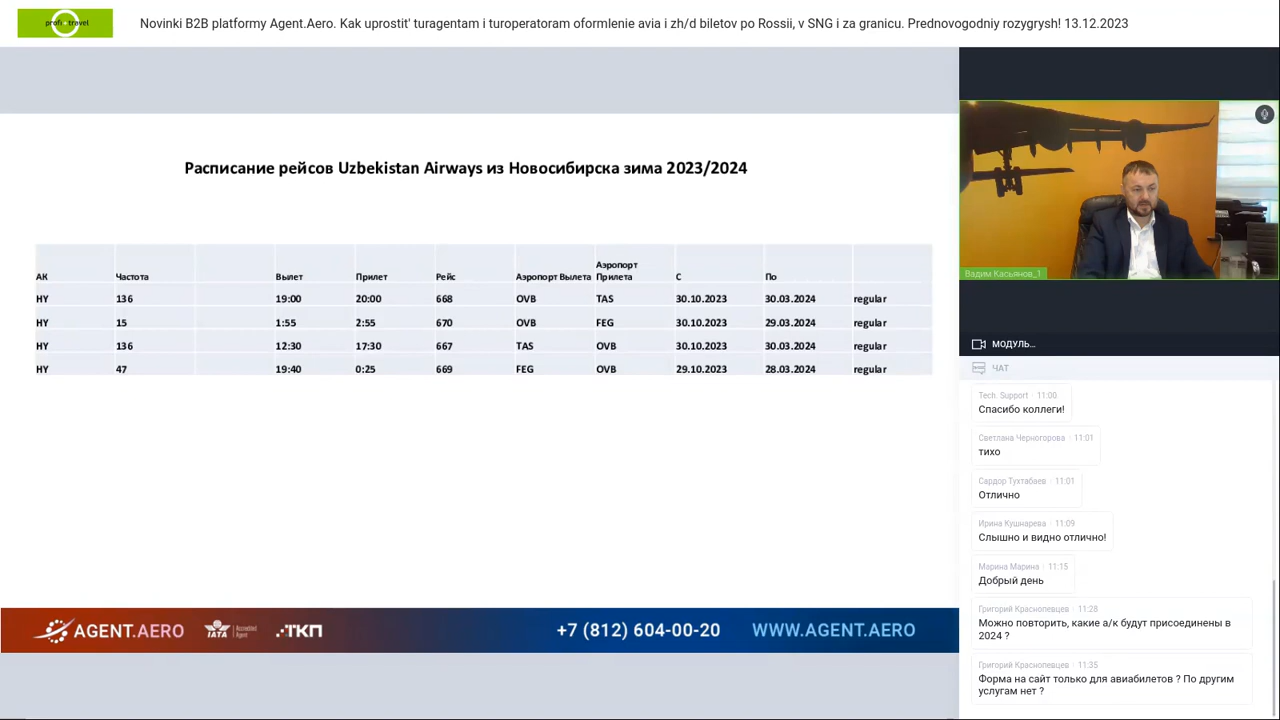 profi travel
Novinki B2B platformy Agent.Aero. Kak uprostit' turagentam i turoperatoram oformlenie avia i zh/d biletov po Rossii, v SNG i za granicu. Prednovogodniy rozygrysh! 13.12.2023
Расписание рейсов Uzbekistan Airways из Новосибирска зима 2023/2024
АК Частота Вылет Прилет Рейс Аэропорт Вылета Аэропорт Прилета С По
HY 136 19:00 20:00 668 OVB TAS 30.10.2023 30.03.2024 regular
HY 15 1:55 2:55 670 OVB FEG 30.10.2023 29.03.2024 regular
HY 136 12:30 17:30 667 TAS OVB 30.10.2023 30.03.2024 regular
HY 47 19:40 0:25 669 FEG OVB 29.10.2023 28.03.2024 regular
AGENT.AERO IATA Accredited Agent ТКП +7 (812) 604-00-20 WWW.AGENT.AERO
Вадим Касьянов_1
МОДУЛЬ...
ЧАТ
Tech. Support · 11:00
Спасибо коллеги!
Светлана Черногорова · 11:01
тихо
Сардор Тухтабаев · 11:01
Отлично
Ирина Кушнарева · 11:09
Слышно и видно отлично!
Марина Марина · 11:15
Добрый день
Григорий Краснопевцев · 11:28
Можно повторить, какие а/к будут присоединены в
2024 ?
Григорий Краснопевцев · 11:35
Форма на сайт только для авиабилетов ? По другим
услугам нет ?